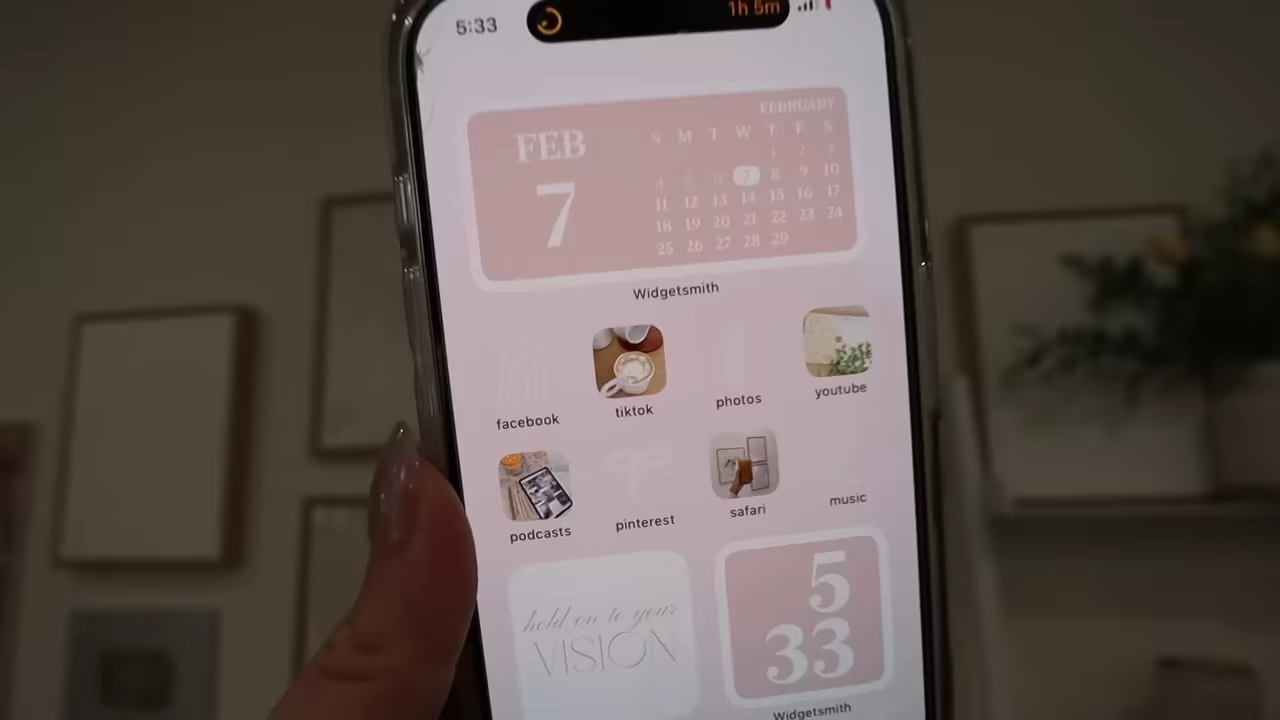 5:33
1h 5m
FEBRUARY
FEB
7
S M T W T F S
1 2 3
4 5 6 7 8 9 10
11 12 13 14 15 16 17
18 19 20 21 22 23 24
25 26 27 28 29
Widgetsmith
facebook tiktok photos youtube
podcasts pinterest safari music
hold on to your
VISION
5
33
Widgetsmith